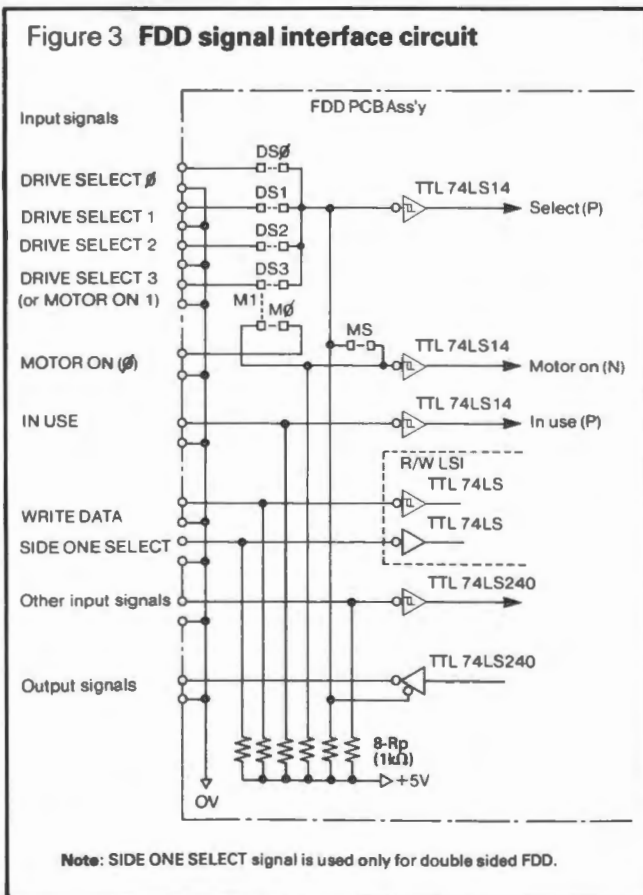 Figure 3 FDD signal interface circuit
Input signals
FDD PCB Ass'y
DSØ
DRIVE SELECT Ø
TTL 74LS14
DS1
Select (P)
DRIVE SELECT 1
DS2
DRIVE SELECT 2
DS3
DRIVE SELECT 3
(or MOTOR ON 1)
M1
MØ
MS
TTL 74LS14
MOTOR ON (Ø)
Motor on (N)
TTL 74LS14
IN USE
In use (P)
R/W LSI
TTL 74LS
WRITE DATA
TTL 74LS
SIDE ONE SELECT
TTL 74LS240
Other input signals
TTL 74LS240
Output signals
8-Rp
(1kΩ)
+5V
OV
Note: SIDE ONE SELECT signal is used only for double sided FDD.